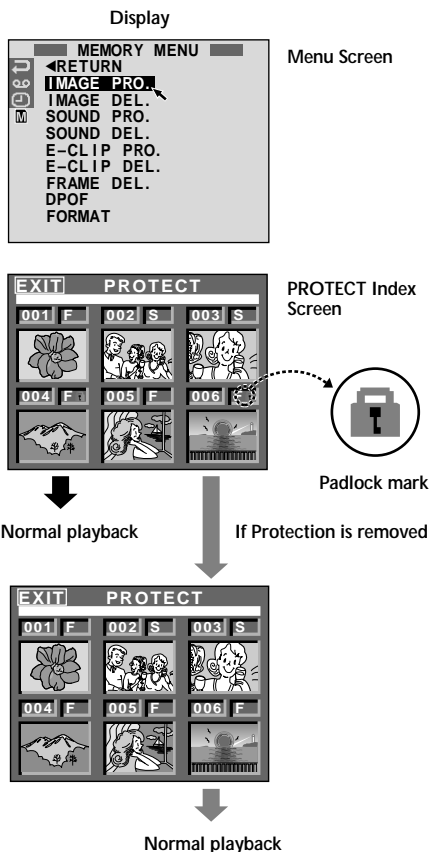 Display
MEMORY MENU
Menu Screen
◄RETURN
IMAGE PRO.
IMAGE DEL.
M
SOUND PRO.
SOUND DEL.
E–CLIP PRO.
E–CLIP DEL.
FRAME DEL.
DPOF
FORMAT
EXIT PROTECT
PROTECT Index
Screen
001 F 002 S 003 S
004 F 005 F 006
Padlock mark
Normal playback
If Protection is removed
EXIT PROTECT
001 F 002 S 003 S
004 F 005 F 006 F
Normal playback